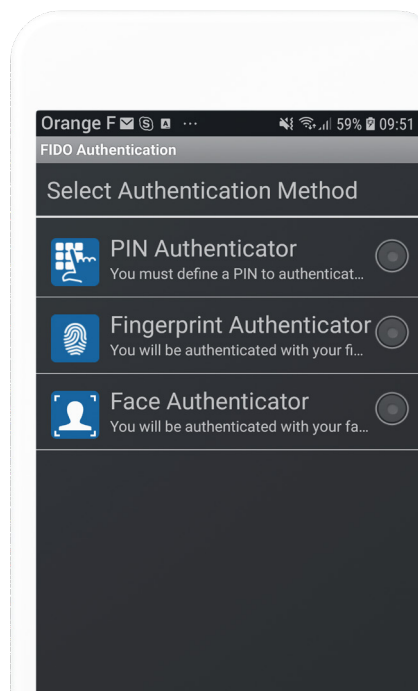 Orange F ... 59% 09:51
FIDO Authentication
Select Authentication Method
PIN Authenticator
You must define a PIN to authenticat...
Fingerprint Authenticator
You will be authenticated with your fi...
Face Authenticator
You will be authenticated with your fa...